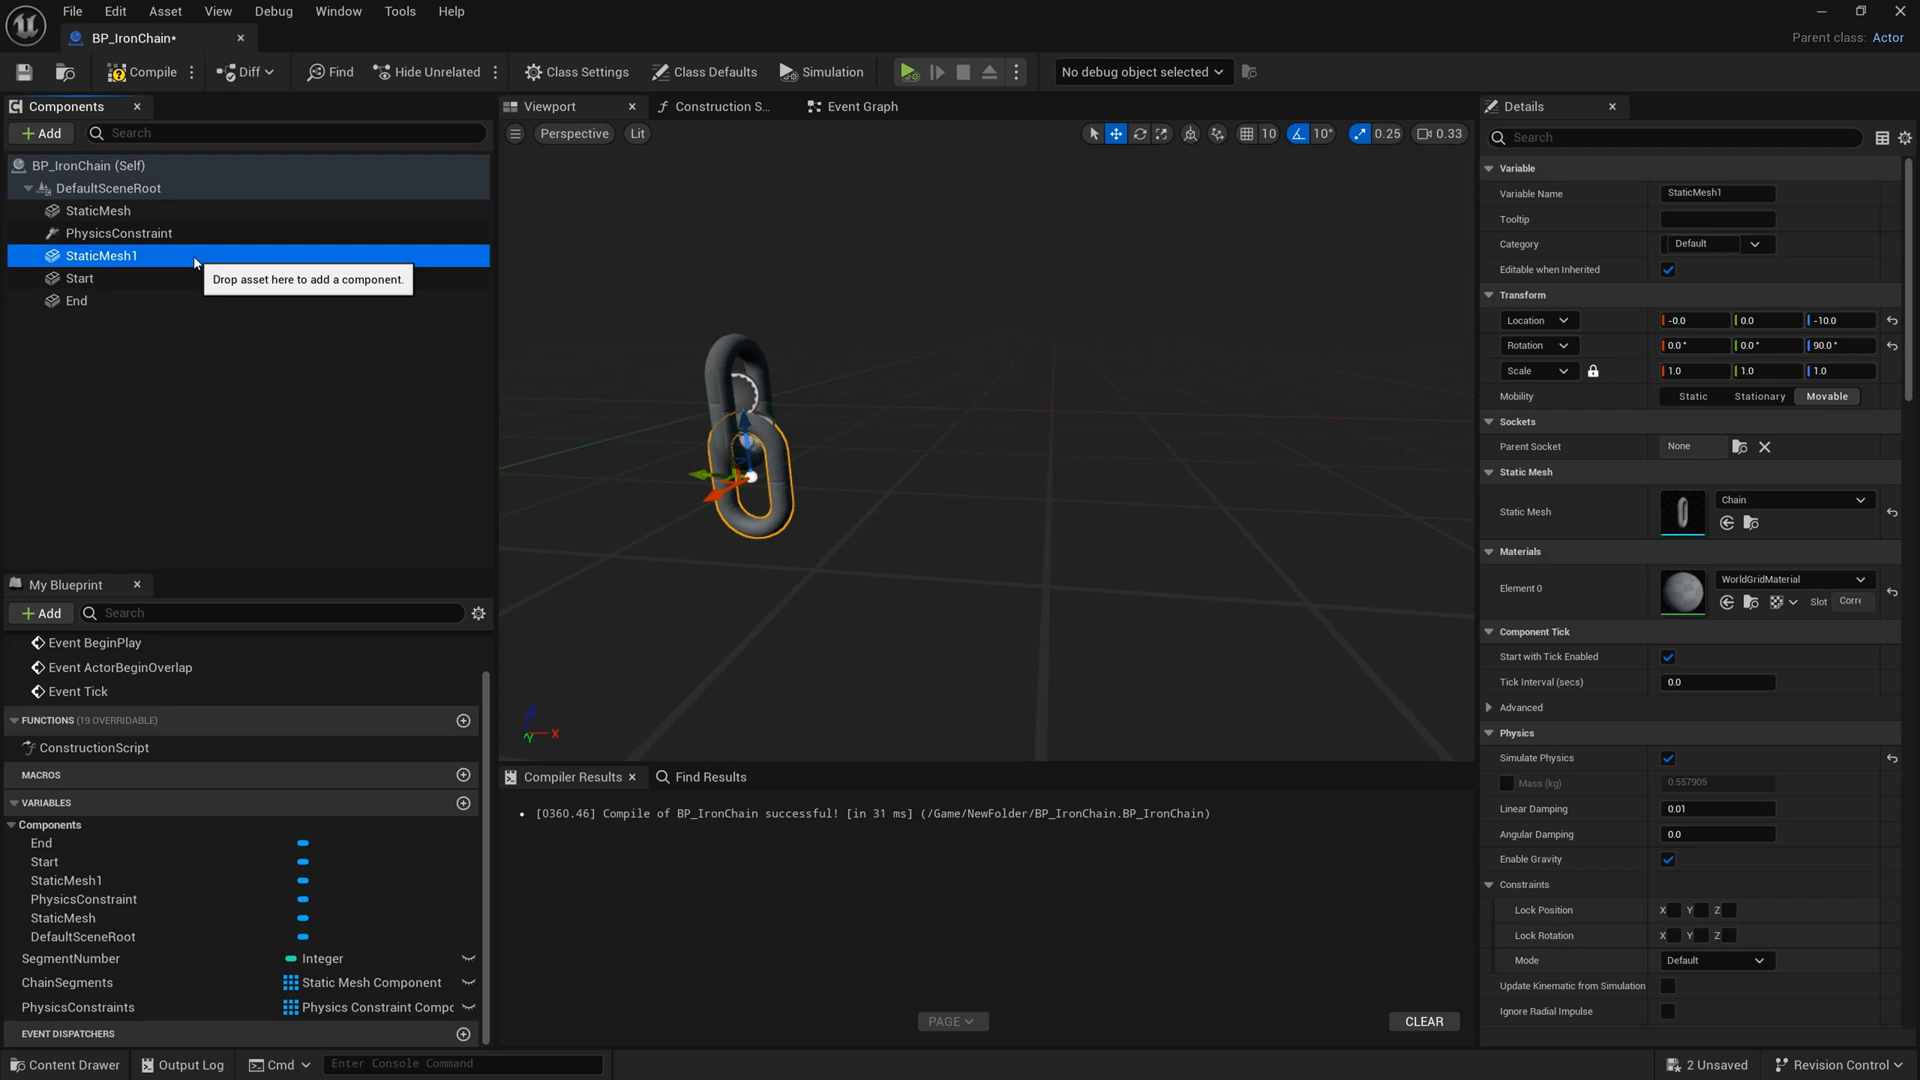 File Edit Asset View Debug Window Tools Help
BP_IronChain*
Parent class: Actor
Compile Diff Find Hide Unrelated Class Settings Class Defaults Simulation No debug object selected
Components
Add Search
BP_IronChain (Self)
DefaultSceneRoot
StaticMesh
PhysicsConstraint
StaticMesh1
Drop asset here to add a component.
Start
End
My Blueprint
Add Search
Event BeginPlay
Event ActorBeginOverlap
Event Tick
FUNCTIONS (19 OVERRIDABLE)
ConstructionScript
MACROS
VARIABLES
Components
End
Start
StaticMesh1
PhysicsConstraint
StaticMesh
DefaultSceneRoot
SegmentNumber Integer
ChainSegments Static Mesh Component
PhysicsConstraints Physics Constraint Compc
EVENT DISPATCHERS
Viewport Construction S... Event Graph
Perspective Lit 10 10° 0.25 0.33
Z X Y
Compiler Results Find Results
[0360.46] Compile of BP_IronChain successful! [in 31 ms] (/Game/NewFolder/BP_IronChain.BP_IronChain)
PAGE CLEAR
Details
Search
Variable
Variable Name StaticMesh1
Tooltip
Category Default
Editable when Inherited
Transform
Location -0.0 0.0 -10.0
Rotation 0.0° 0.0° 90.0°
Scale 1.0 1.0 1.0
Mobility Static Stationary Movable
Sockets
Parent Socket None
Static Mesh
Static Mesh Chain
Materials
Element 0 WorldGridMaterial
Slot Corre
Component Tick
Start with Tick Enabled
Tick Interval (secs) 0.0
Advanced
Physics
Simulate Physics
Mass (kg) 0.557905
Linear Damping 0.01
Angular Damping 0.0
Enable Gravity
Constraints
Lock Position X Y Z
Lock Rotation X Y Z
Mode Default
Update Kinematic from Simulation
Ignore Radial Impulse
Content Drawer Output Log Cmd Enter Console Command 2 Unsaved Revision Control